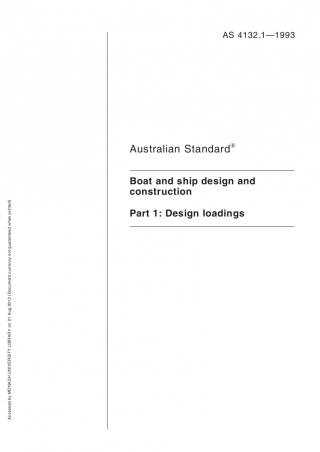 AS 4132.1—1993
Australian Standard®
Boat and ship design and
construction
Part 1: Design loadings
Accessed by MONASH UNIVERSITY LIBRARY on 21 Aug 2013 (Document currency not guaranteed when printed)